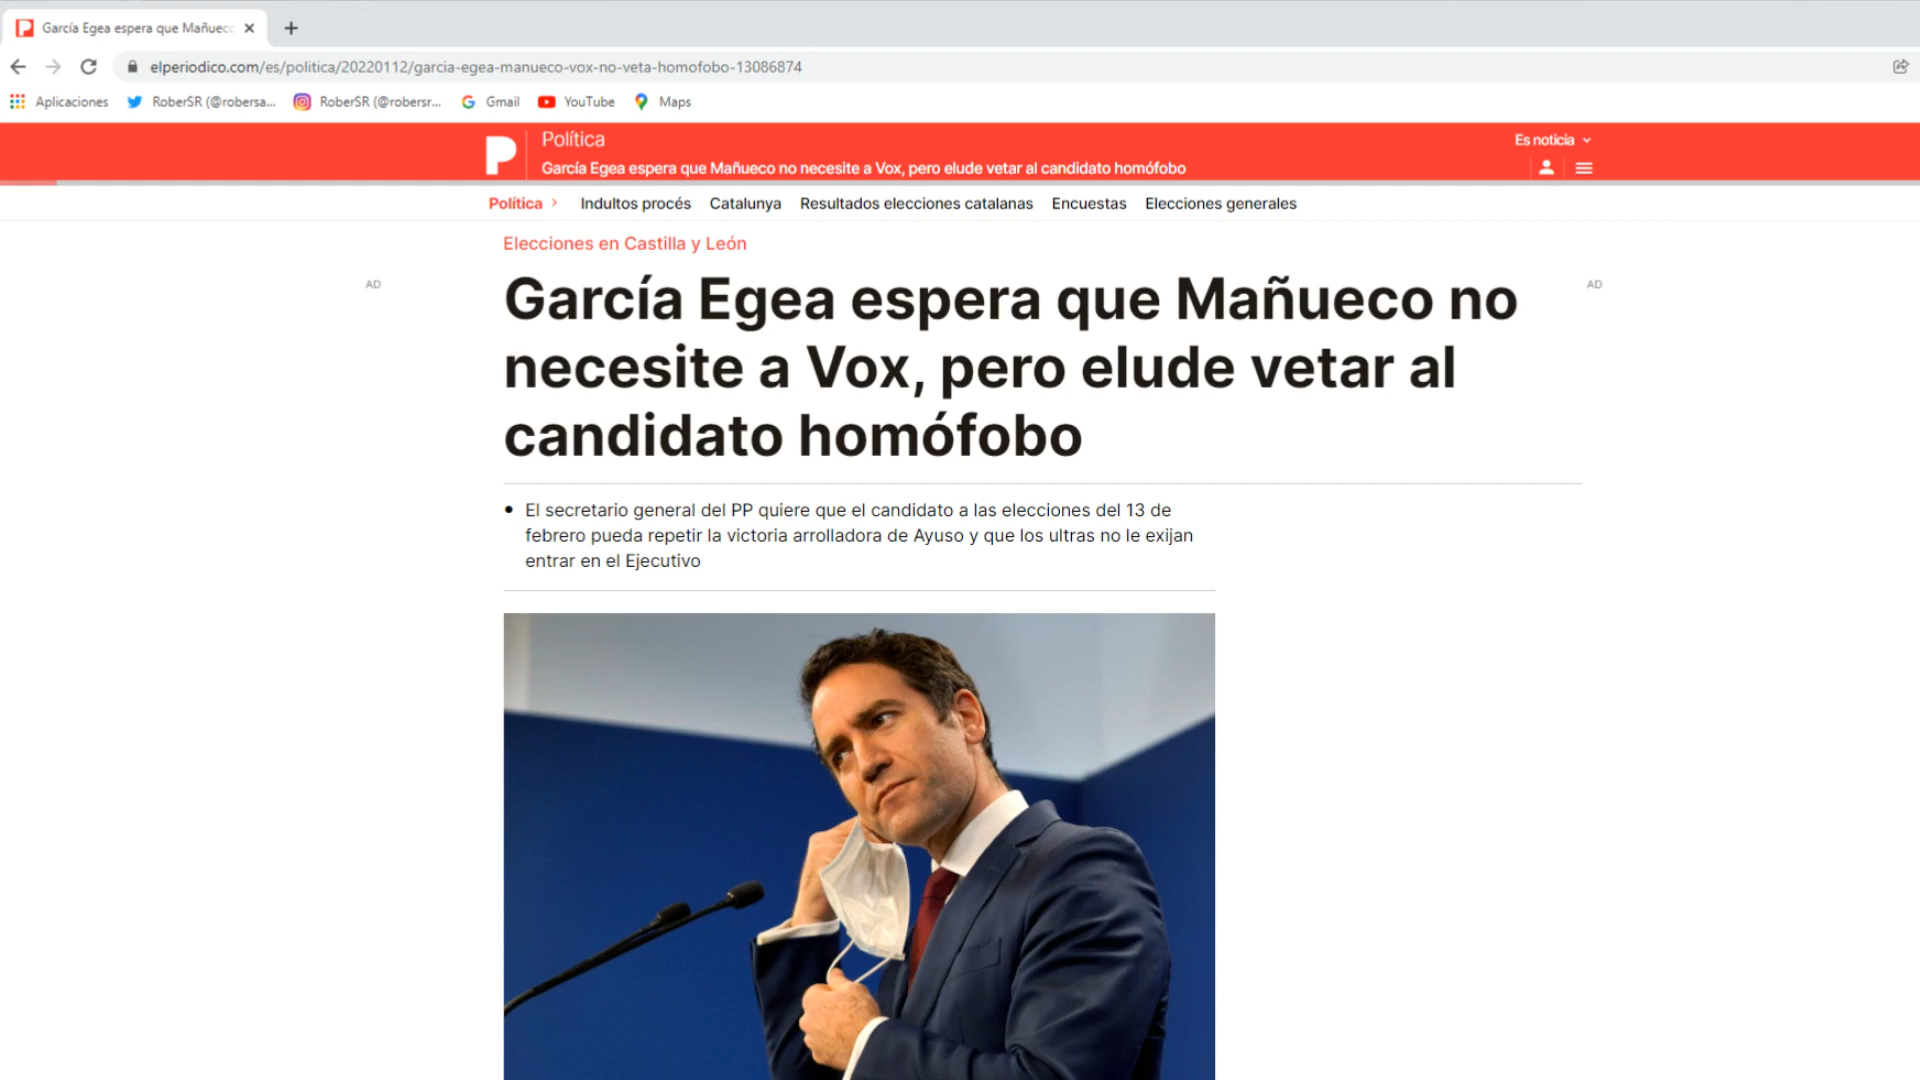 García Egea espera que Mañuec
elperiodico.com/es/politica/20220112/garcia-egea-manueco-vox-no-veta-homofobo-13086874
Aplicaciones RoberSR (@robersa... RoberSR (@robersr... Gmail YouTube Maps
Política
Es noticia
García Egea espera que Mañueco no necesite a Vox, pero elude vetar al candidato homófobo
Política Indultos procés Catalunya Resultados elecciones catalanas Encuestas Elecciones generales
Elecciones en Castilla y León
AD
AD
García Egea espera que Mañueco no
necesite a Vox, pero elude vetar al
candidato homófobo
• El secretario general del PP quiere que el candidato a las elecciones del 13 de
febrero pueda repetir la victoria arrolladora de Ayuso y que los ultras no le exijan
entrar en el Ejecutivo